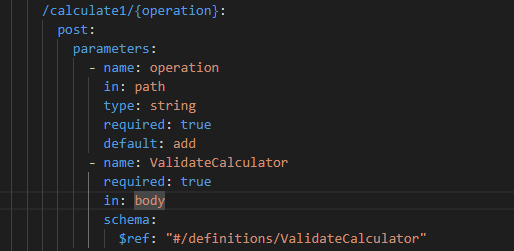 /calculate1/{operation}:
post:
parameters:
- name: operation
in: path
type: string
required: true
default: add
- name: ValidateCalculator
required: true
in: body
schema:
$ref: "#/definitions/ValidateCalculator"